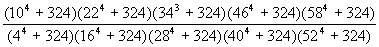 (10⁴ + 324)(22⁴ + 324)(34³ + 324)(46⁴ + 324)(58⁴ + 324)
(4⁴ + 324)(16⁴ + 324)(28⁴ + 324)(40⁴ + 324)(52⁴ + 324)